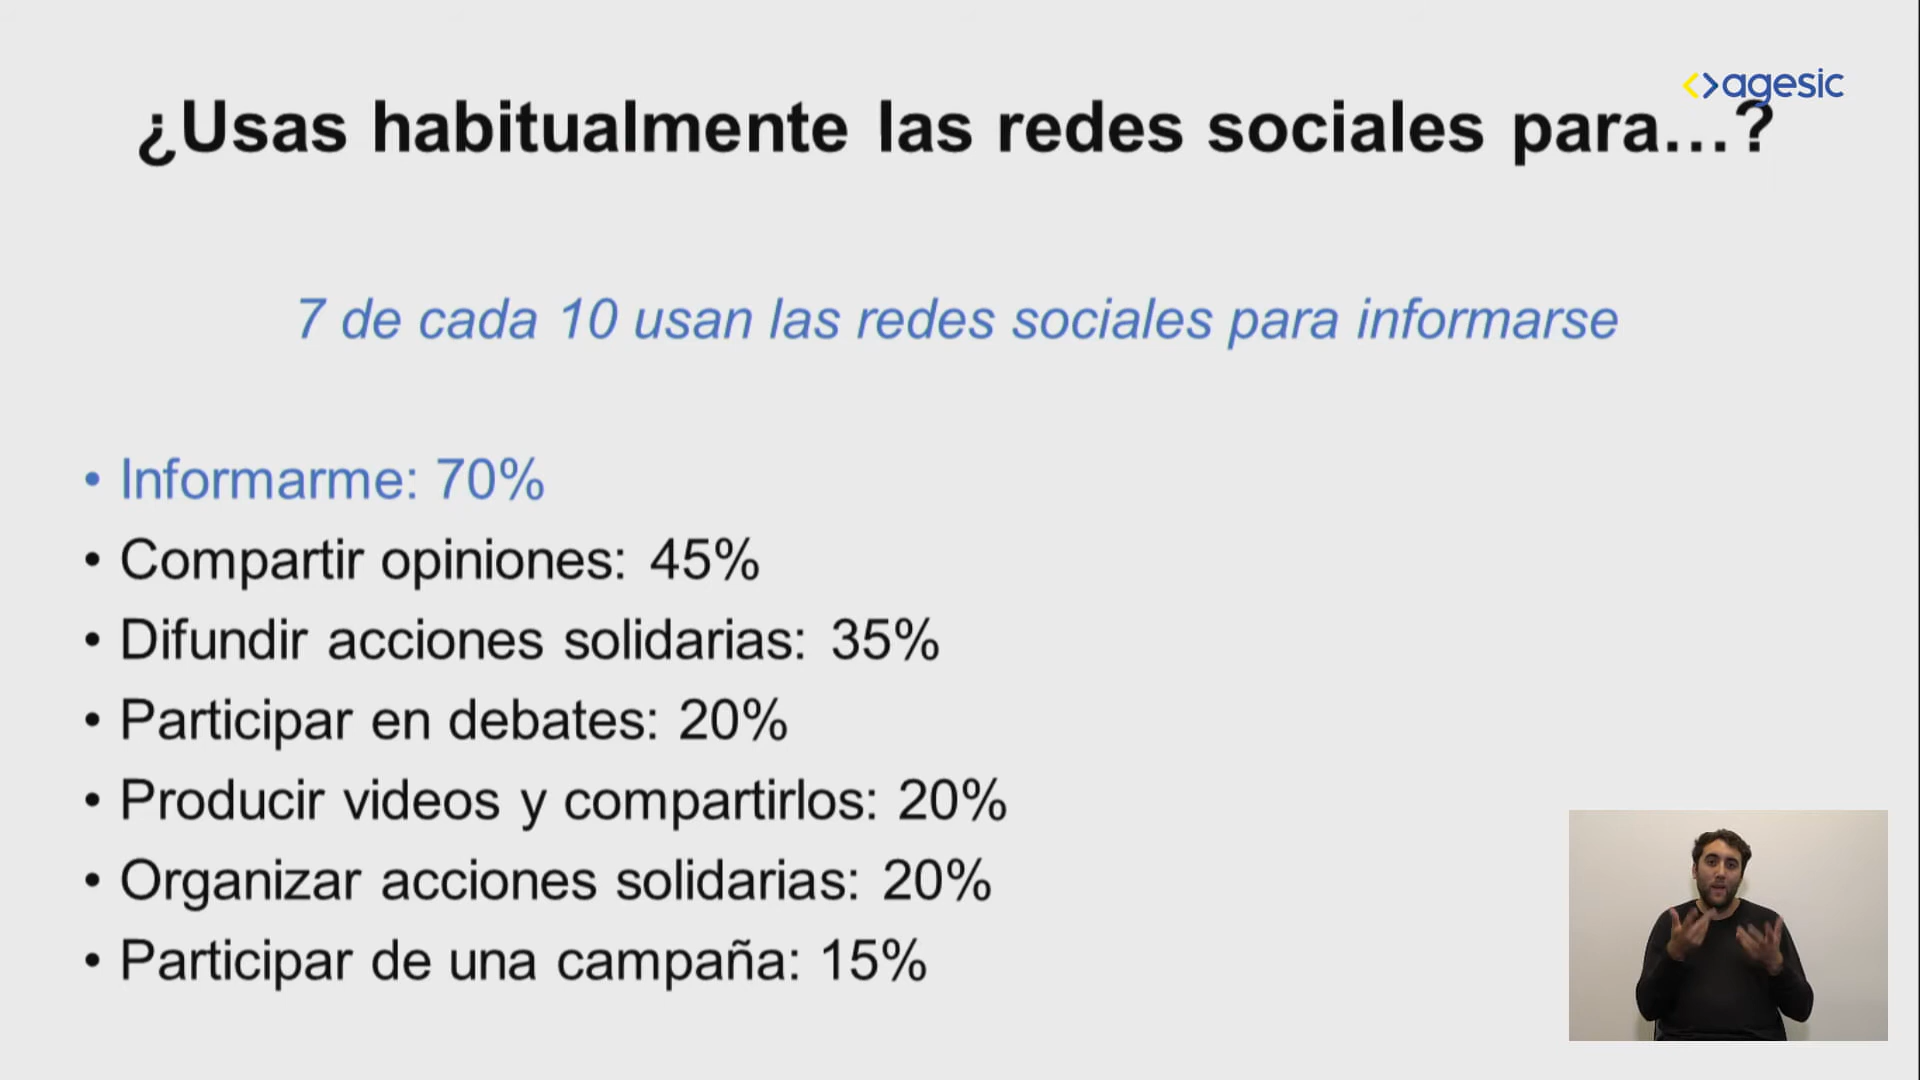 <>agesic
¿Usas habitualmente las redes sociales para...?
7 de cada 10 usan las redes sociales para informarse
• Informarme: 70%
• Compartir opiniones: 45%
• Difundir acciones solidarias: 35%
• Participar en debates: 20%
• Producir videos y compartirlos: 20%
• Organizar acciones solidarias: 20%
• Participar de una campaña: 15%